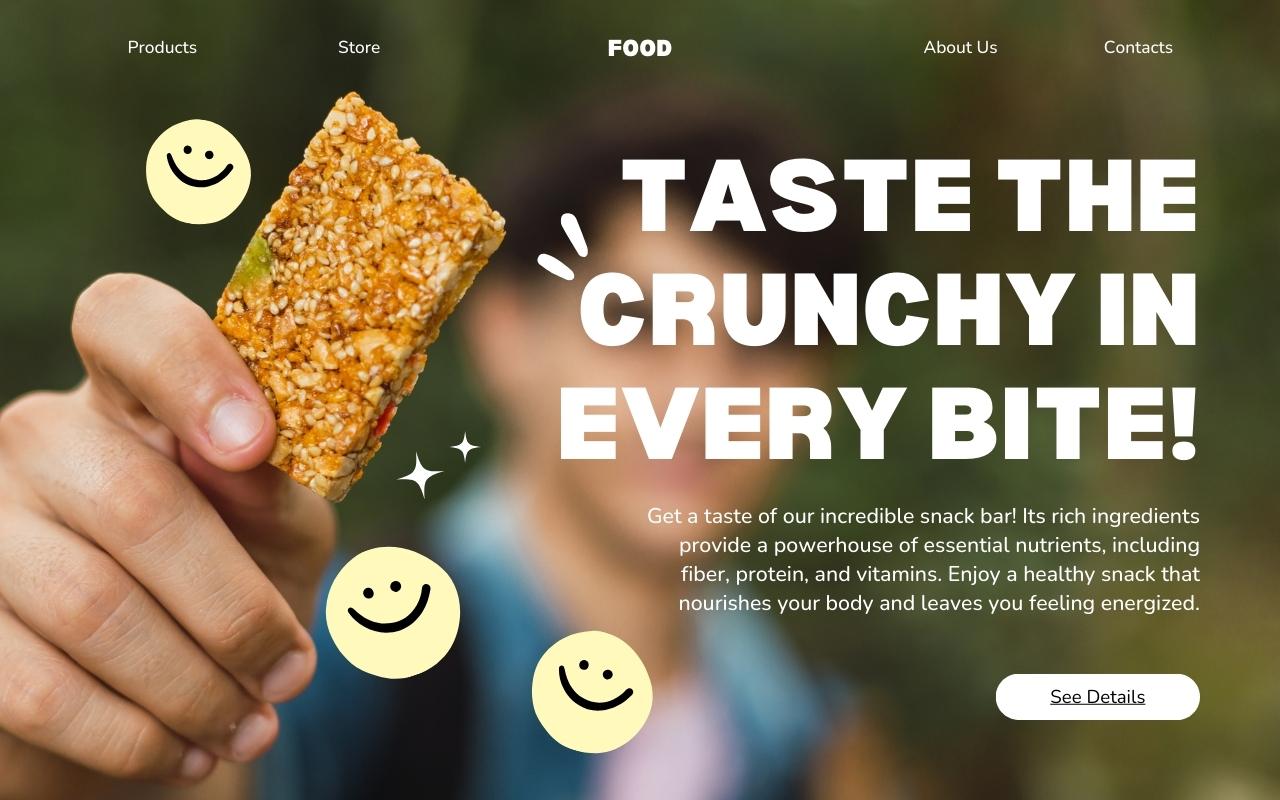 Products
Store
FOOD
About Us
Contacts
TASTE THE
CRUNCHY IN
EVERY BITE!
Get a taste of our incredible snack bar! Its rich ingredients
provide a powerhouse of essential nutrients, including
fiber, protein, and vitamins. Enjoy a healthy snack that
nourishes your body and leaves you feeling energized.
See Details